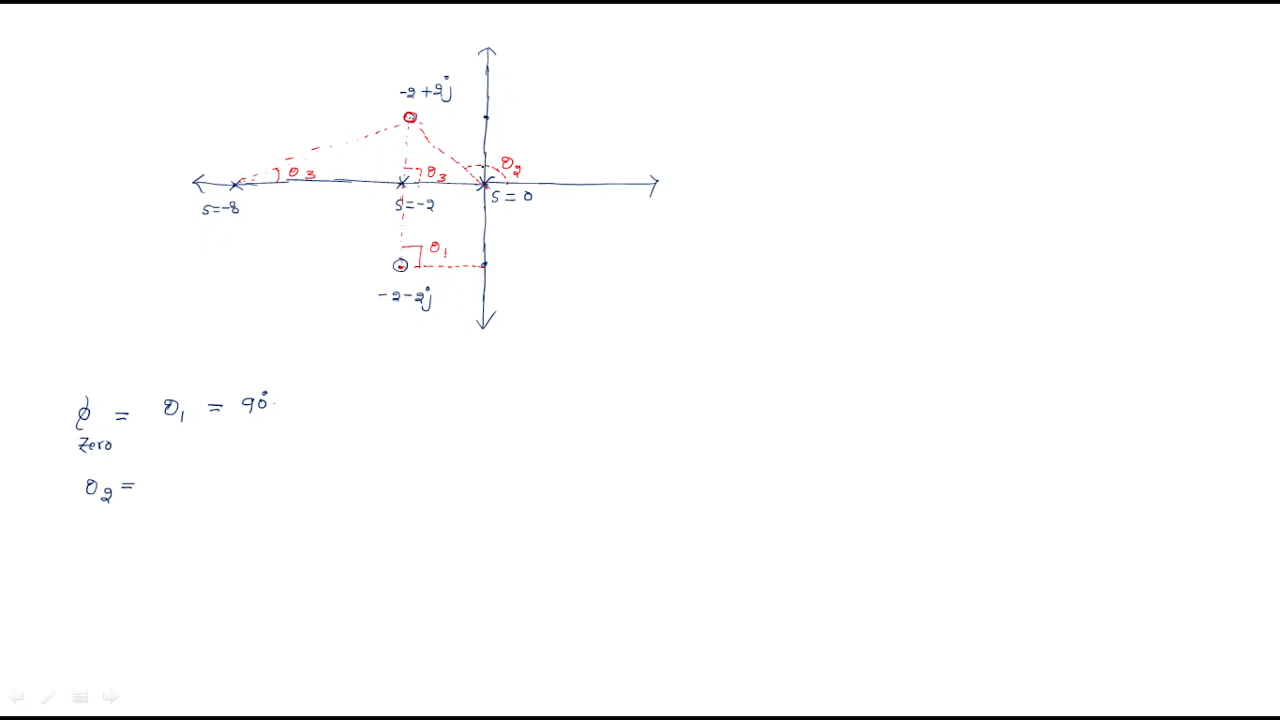 -2+2j
θ2
θ3
θ3
s=-8
s=-2
s=0
θ1
-2-2j
φ = θ1 = 90°
Zero
θ2 =